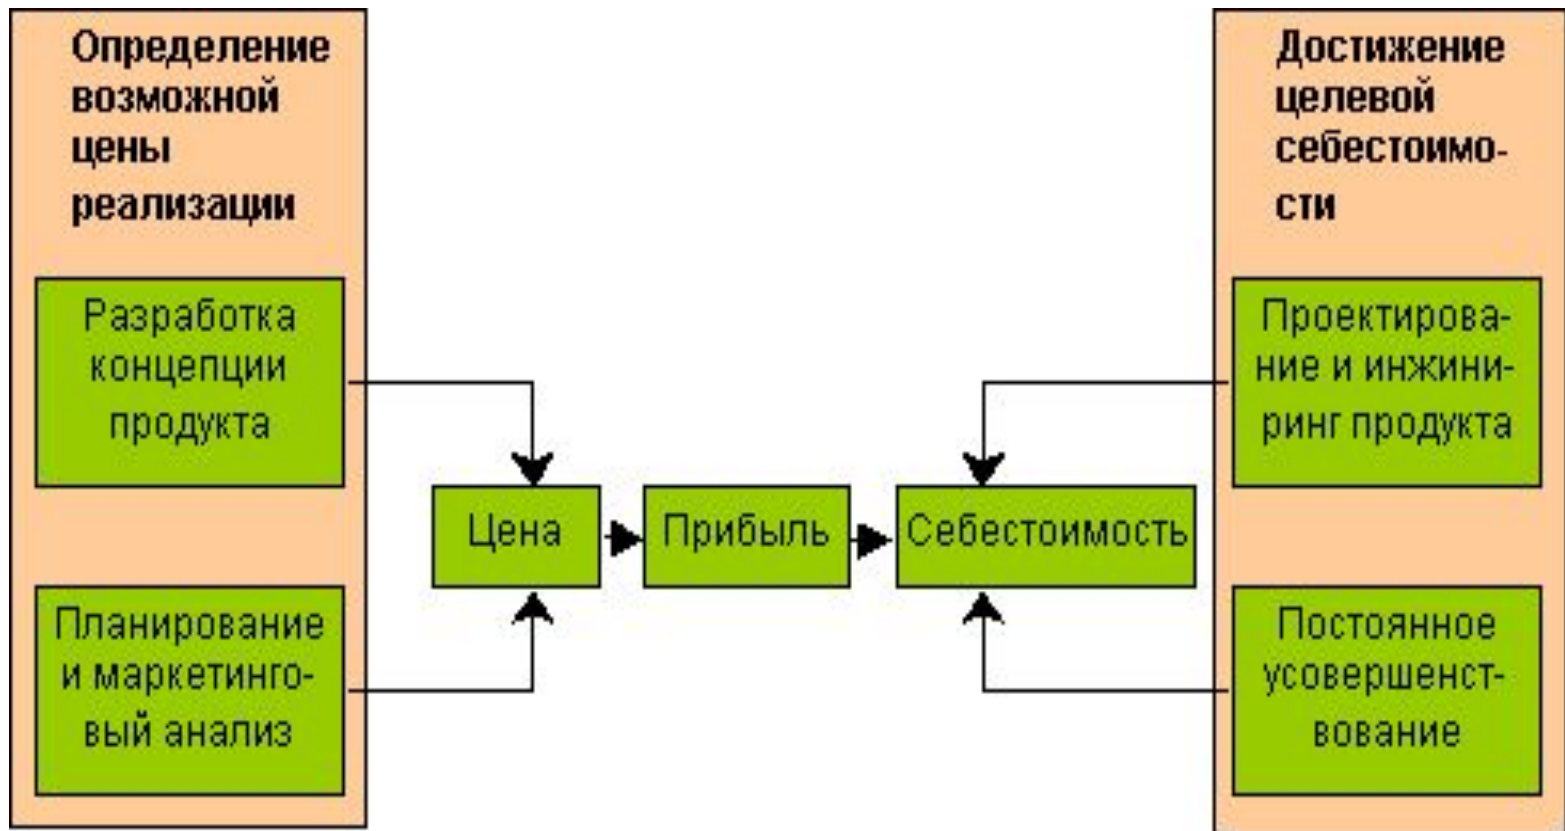 Определение
возможной
цены
реализации
Разработка
концепции
продукта
Планирование
и маркетинго-
вый анализ
Цена
Прибыль
Себестоимость
Достижение
целевой
себестоимо-
сти
Проектирова-
ние и инжини-
ринг продукта
Постоянное
усовершенст-
вование